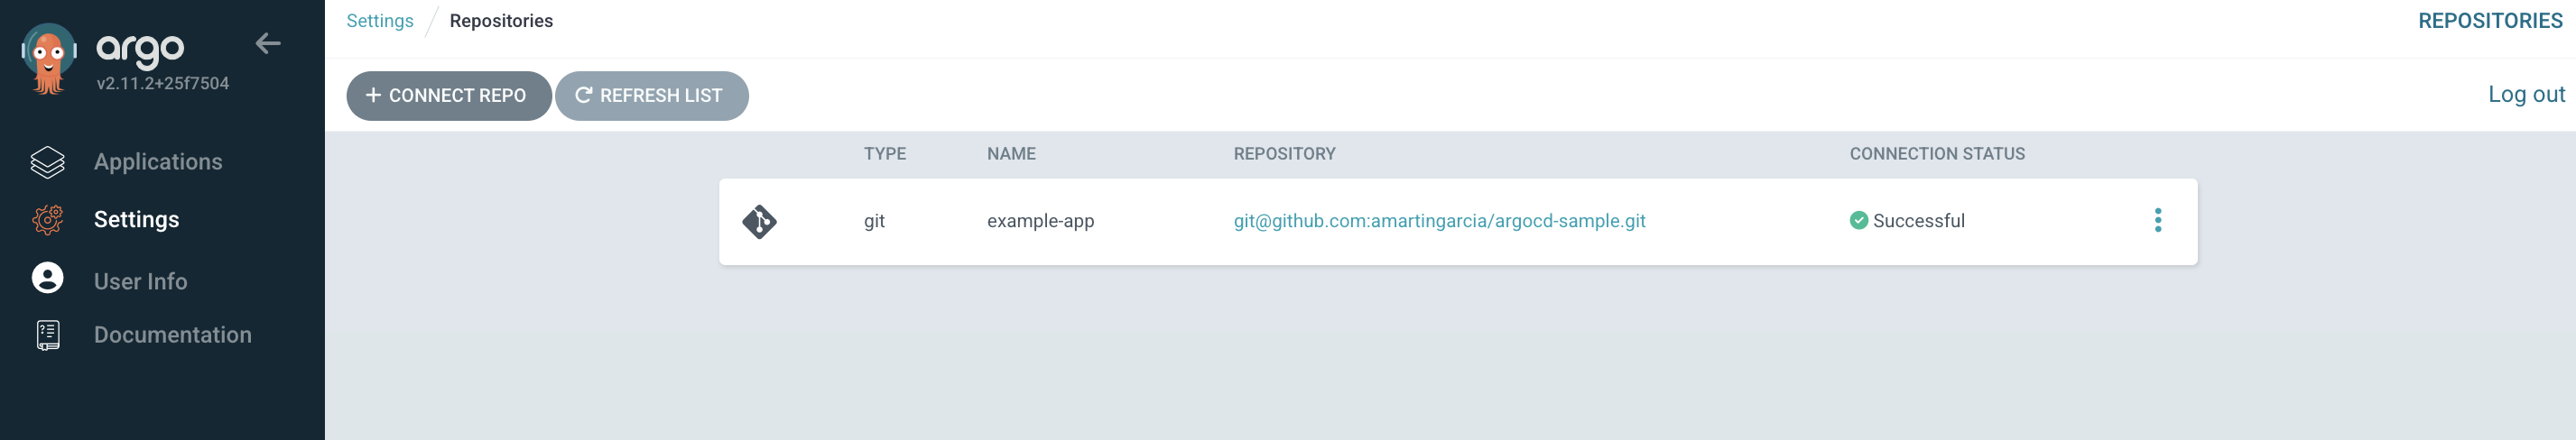 argo
v2.11.2+25f7504
Applications
Settings
User Info
Documentation
Settings / Repositories
REPOSITORIES
+ CONNECT REPO REFRESH LIST
Log out
TYPE NAME REPOSITORY CONNECTION STATUS
git example-app git@github.com:amartingarcia/argocd-sample.git Successful